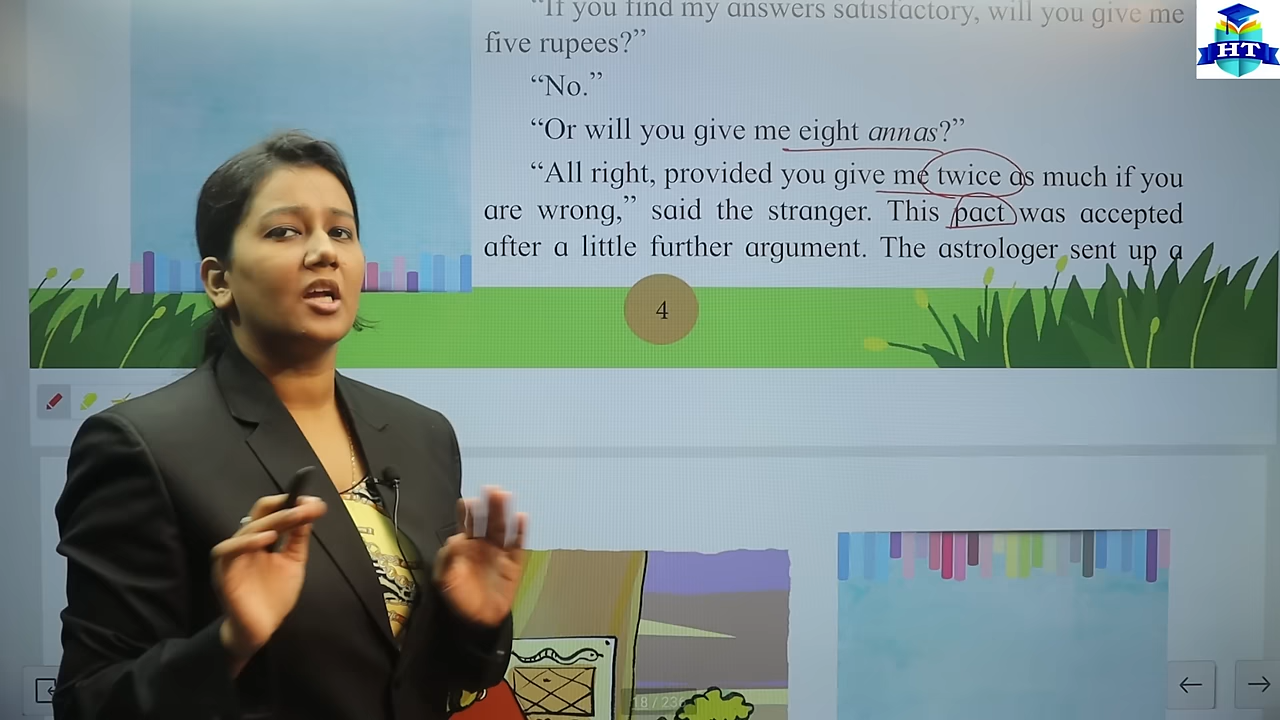 “If you find my answers satisfactory, will you give me
five rupees?”
“No.”
“Or will you give me eight annas?”
“All right, provided you give me twice as much if you
are wrong,” said the stranger. This pact was accepted
after a little further argument. The astrologer sent up a
4
HT
18 / 236